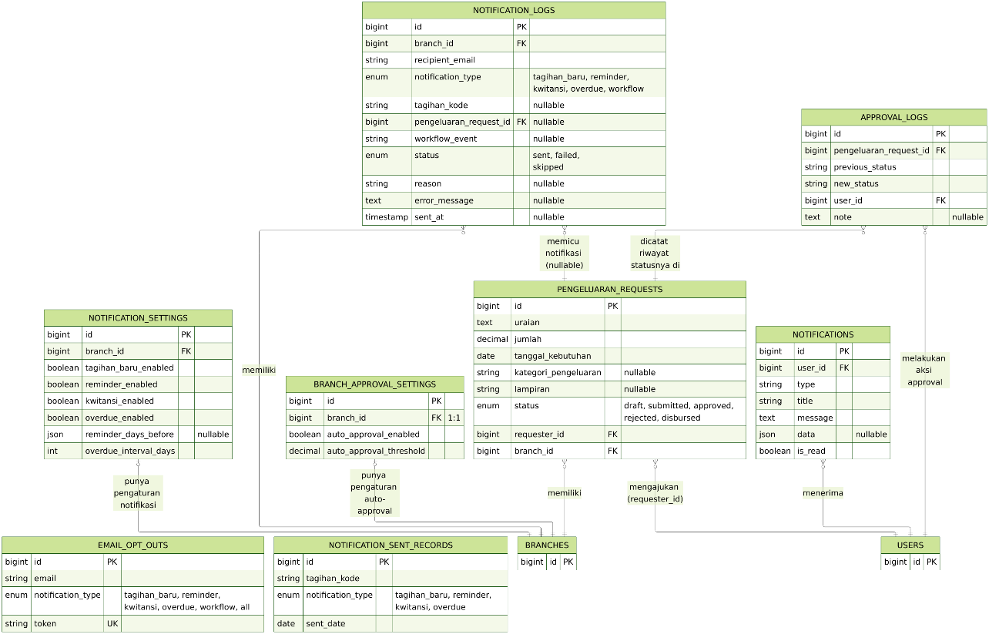 NOTIFICATION_LOGS
bigint id PK
bigint branch_id FK
string recipient_email
enum notification_type tagihan_baru, reminder,
kwitansi, overdue, workflow
string tagihan_kode nullable
bigint pengeluaran_request_id FK nullable
string workflow_event nullable
enum status sent, failed,
skipped
string reason nullable
text error_message nullable
timestamp sent_at nullable
APPROVAL_LOGS
bigint id PK
bigint pengeluaran_request_id FK
string previous_status
string new_status
bigint user_id FK
text note nullable
memicu
notifikasi
(nullable)
dicatat
riwayat
statusnya di
PENGELUARAN_REQUESTS
bigint id PK
text uraian
decimal jumlah
date tanggal_kebutuhan
string kategori_pengeluaran nullable
string lampiran nullable
enum status draft, submitted, approved,
rejected, disbursed
bigint requester_id FK
bigint branch_id FK
NOTIFICATION_SETTINGS
bigint id PK
bigint branch_id FK
boolean tagihan_baru_enabled
boolean reminder_enabled
boolean kwitansi_enabled
boolean overdue_enabled
json reminder_days_before nullable
int overdue_interval_days
memiliki
BRANCH_APPROVAL_SETTINGS
bigint id PK
bigint branch_id FK 1:1
boolean auto_approval_enabled
decimal auto_approval_threshold
NOTIFICATIONS
bigint id PK
bigint user_id FK
string type
string title
text message
json data nullable
boolean is_read
melakukan
aksi
approval
punya
pengaturan
notifikasi
punya
pengaturan
auto-
approval
memiliki
mengajukan
(requester_id)
menerima
EMAIL_OPT_OUTS
bigint id PK
string email
enum notification_type tagihan_baru, reminder,
kwitansi, overdue, workflow, all
string token UK
NOTIFICATION_SENT_RECORDS
bigint id PK
string tagihan_kode
enum notification_type tagihan_baru, reminder,
kwitansi, overdue
date sent_date
BRANCHES
bigint id PK
USERS
bigint id PK